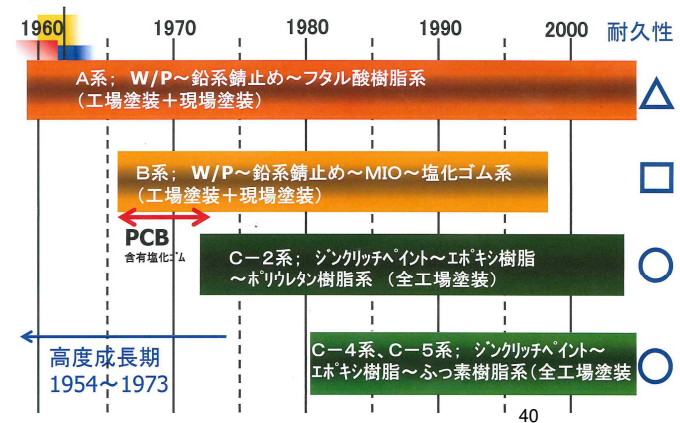 1960 1970 1980 1990 2000 耐久性
A系； W/P～鉛系錆止め～フタル酸樹脂系
（工場塗装＋現場塗装）
B系； W/P～鉛系錆止め～MIO～塩化ゴム系
（工場塗装＋現場塗装）
PCB
含有塩化ｺﾞﾑ
C－2系； ｼﾞﾝｸﾘｯﾁﾍﾟｲﾝﾄ～ｴﾎﾟｷｼ樹脂
～ﾎﾟﾘｳﾚﾀﾝ樹脂系 （全工場塗装）
高度成長期
1954～1973
C－4系、C－5系； ｼﾞﾝｸﾘｯﾁﾍﾟｲﾝﾄ～
ｴﾎﾟｷｼ樹脂～ふっ素樹脂系（全工場塗装
40